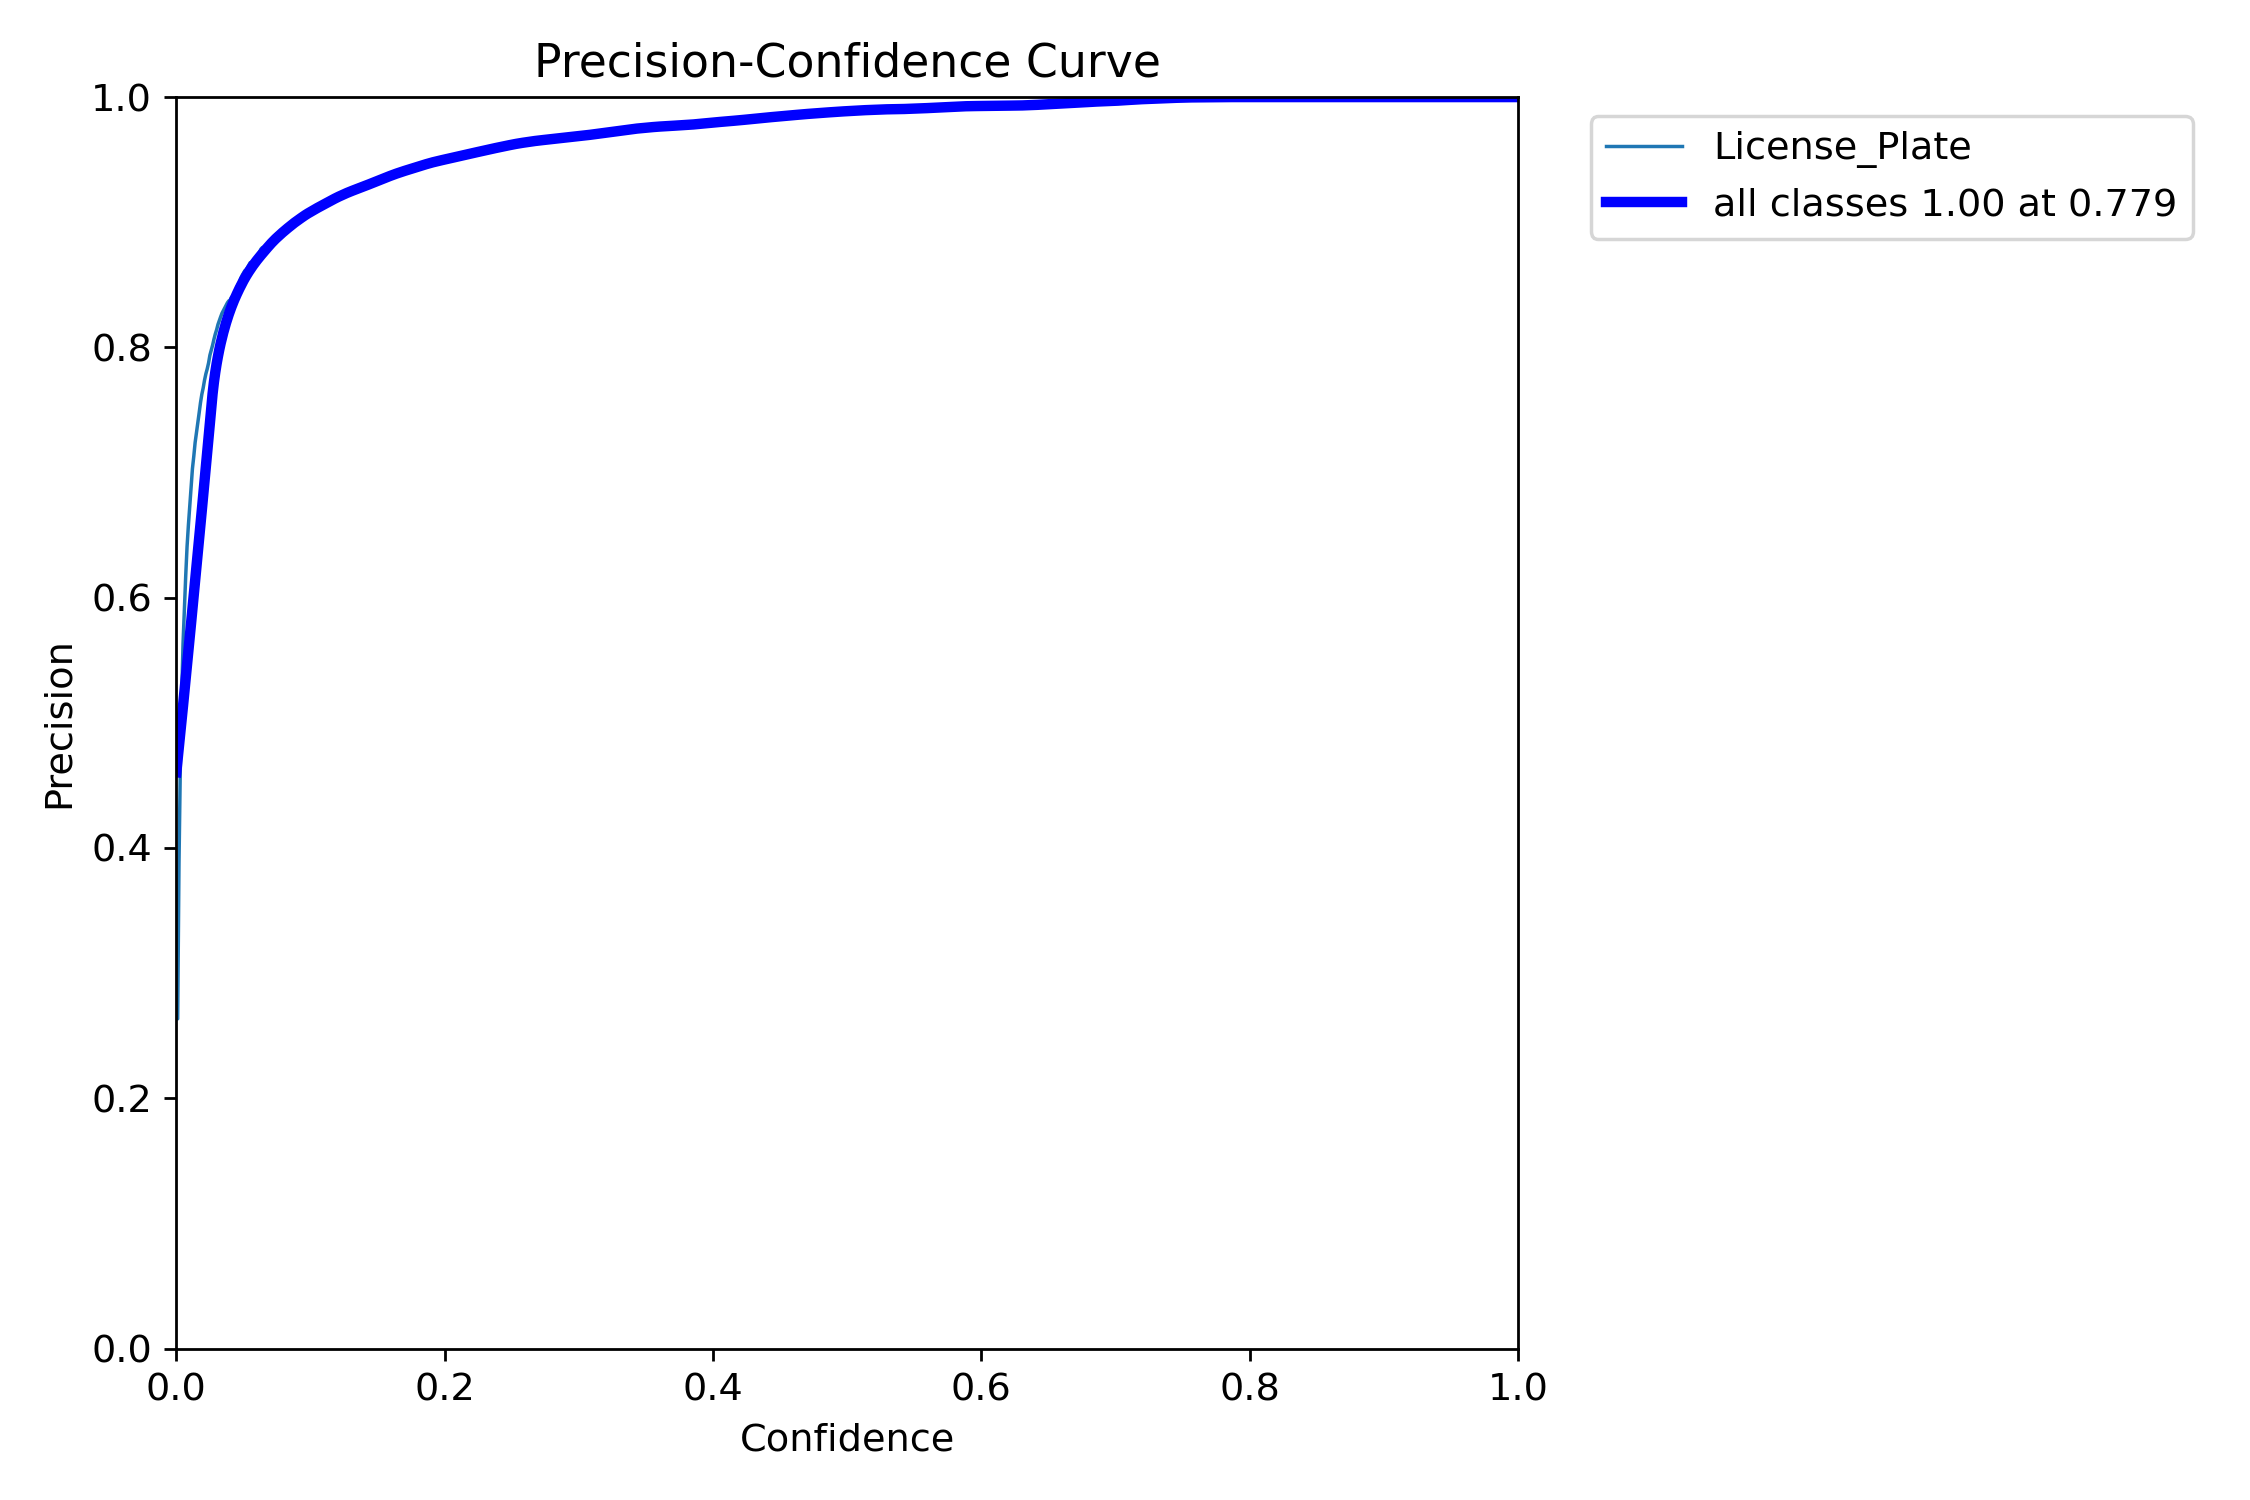 Precision-Confidence Curve
1.0
0.8
0.6
0.4
0.2
0.0
Precision
0.0 0.2 0.4 0.6 0.8 1.0
Confidence
License_Plate
all classes 1.00 at 0.779